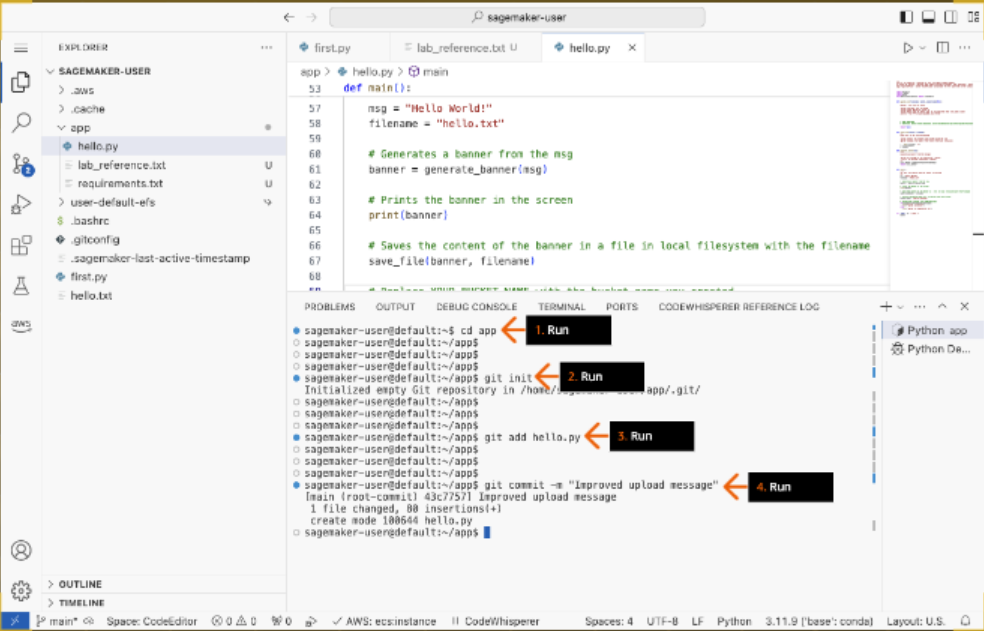 sagemaker-user
EXPLORER
SAGEMAKER-USER
.aws
.cache
app
hello.py
lab_reference.txt U
requirements.txt U
user-default-efs
.bashrc
.gitconfig
.sagemaker-last-active-timestamp
first.py
hello.txt
OUTLINE
TIMELINE
2
aws
first.py
lab_reference.txt U
hello.py
app > hello.py > main
53 def main():
57 msg = "Hello World!"
58 filename = "hello.txt"
59
60 # Generates a banner from the msg
61 banner = generate_banner(msg)
62
63 # Prints the banner in the screen
64 print(banner)
65
66 # Saves the content of the banner in a file in local filesystem with the filename
67 save_file(banner, filename)
68
PROBLEMS OUTPUT DEBUG CONSOLE TERMINAL PORTS CODEWHISPERER REFERENCE LOG
sagemaker-user@default:~$ cd app
1. Run
sagemaker-user@default:~/app$
sagemaker-user@default:~/app$
sagemaker-user@default:~/app$
sagemaker-user@default:~/app$ git init
2. Run
Initialized empty Git repository in /home/ app/.git/
sagemaker-user@default:~/app$
sagemaker-user@default:~/app$
sagemaker-user@default:~/app$
sagemaker-user@default:~/app$ git add hello.py
3. Run
sagemaker-user@default:~/app$
sagemaker-user@default:~/app$
sagemaker-user@default:~/app$
sagemaker-user@default:~/app$ git commit -m "Improved upload message"
4. Run
[main (root-commit) 43c7757] Improved upload message
1 file changed, 80 insertions(+)
create mode 100644 hello.py
sagemaker-user@default:~/app$
Python app
Python De...
main* Space: CodeEditor 0 0 0 AWS: ecs:instance CodeWhisperer Spaces: 4 UTF-8 LF Python 3.11.9 ('base': conda) Layout: U.S.